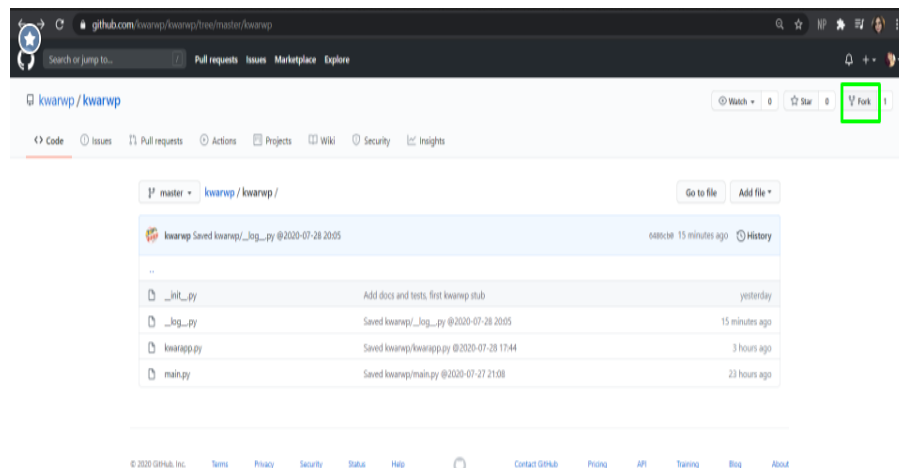 github.com/kwarwp/kwarwp/tree/master/kwarwp
NP
Search or jump to... / Pull requests Issues Marketplace Explore
kwarwp / kwarwp
Watch 0 Star 0 Fork 1
Code Issues Pull requests Actions Projects Wiki Security Insights
master kwarwp / kwarwp / Go to file Add file
kwarwp Saved kwarwp/_log__.py @2020-07-28 20:05 15 minutes ago History
..
__init__.py Add docs and tests, first kwarwp stub yesterday
_log__.py Saved kwarwp/_log__.py @2020-07-28 20:05 15 minutes ago
kwarapp.py Saved kwarwp/kwarapp.py @2020-07-28 17:44 3 hours ago
main.py Saved kwarwp/main.py @2020-07-27 21:08 23 hours ago
© 2020 GitHub, Inc. Terms Privacy Security Status Help Contact GitHub Pricing API Training Blog About